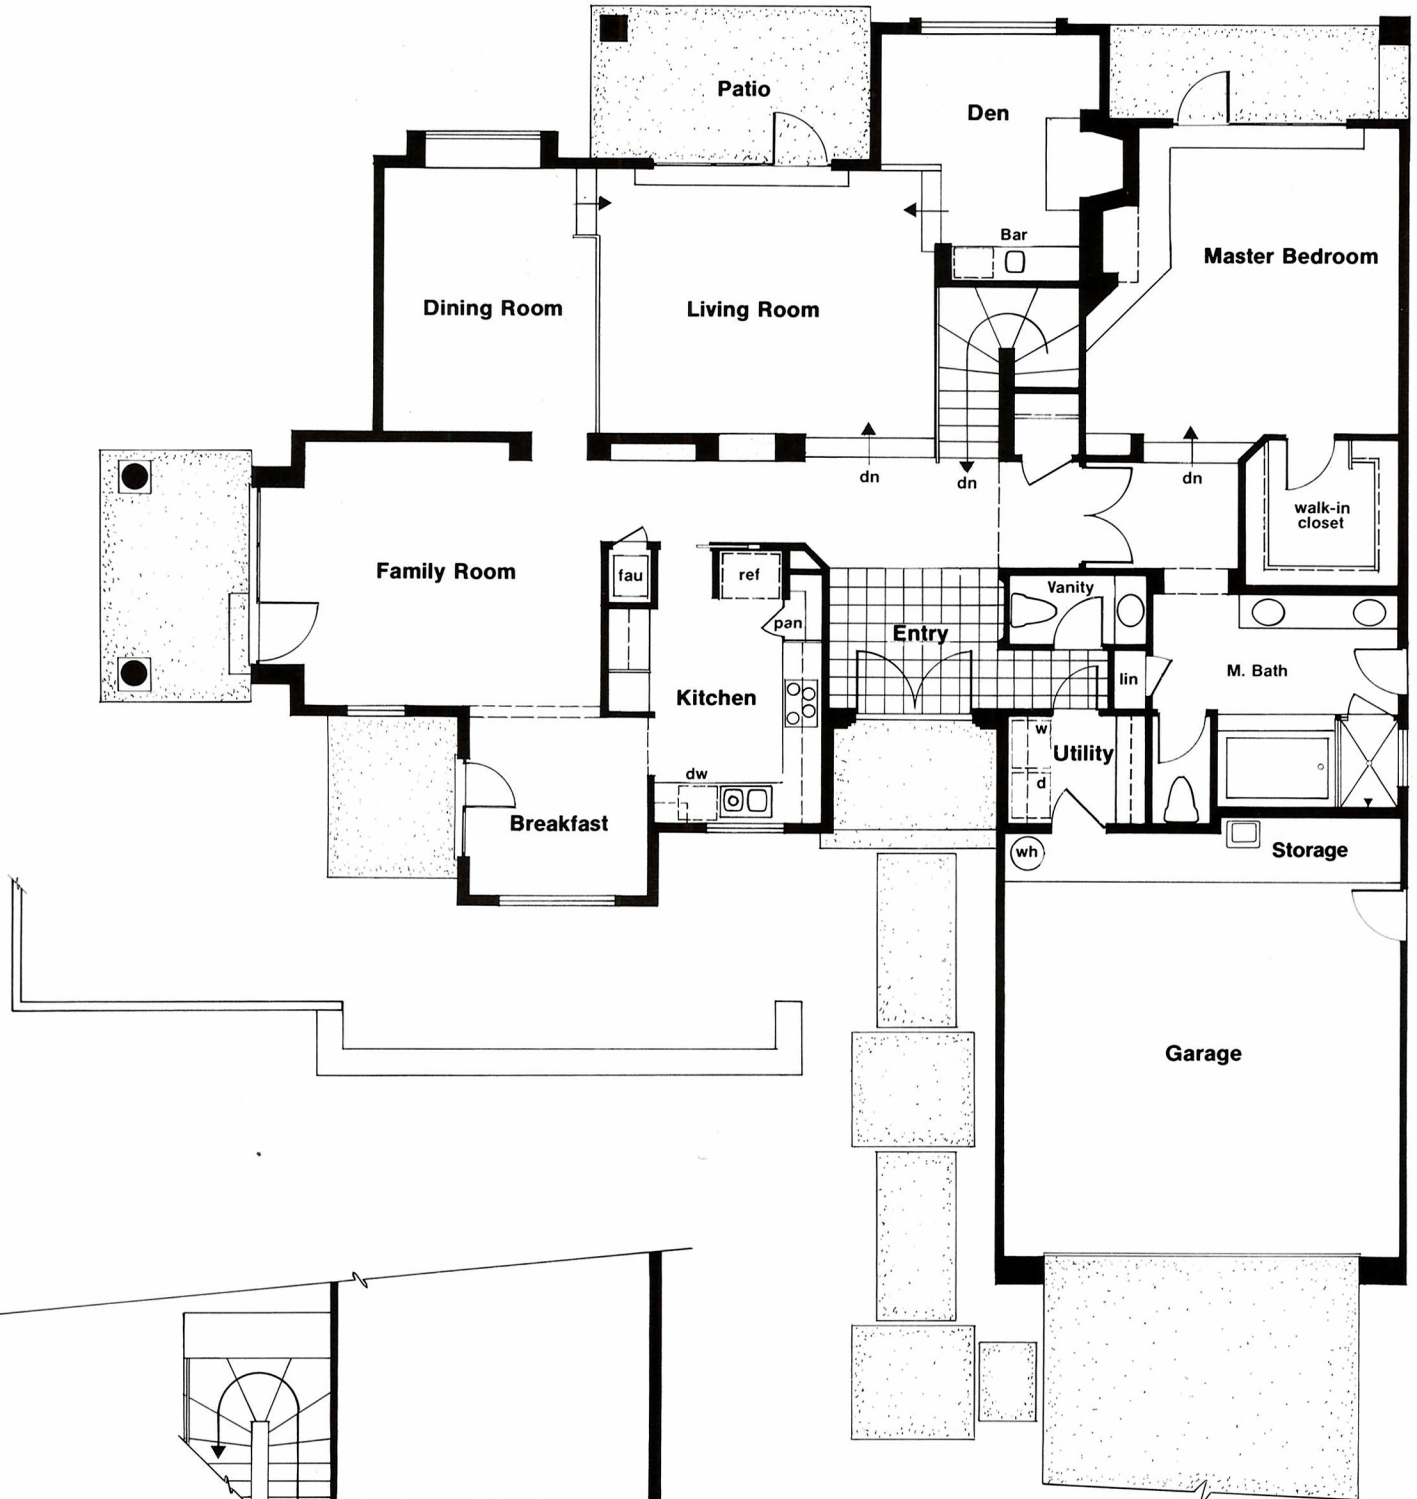 Patio
Den
Bar
Master Bedroom
Dining Room
Living Room
dn
dn
dn
walk-in
closet
Family Room
fau
ref
Vanity
pan
Entry
lin
M. Bath
Kitchen
w
Utility
dw
d
Breakfast
wh
Storage
Garage